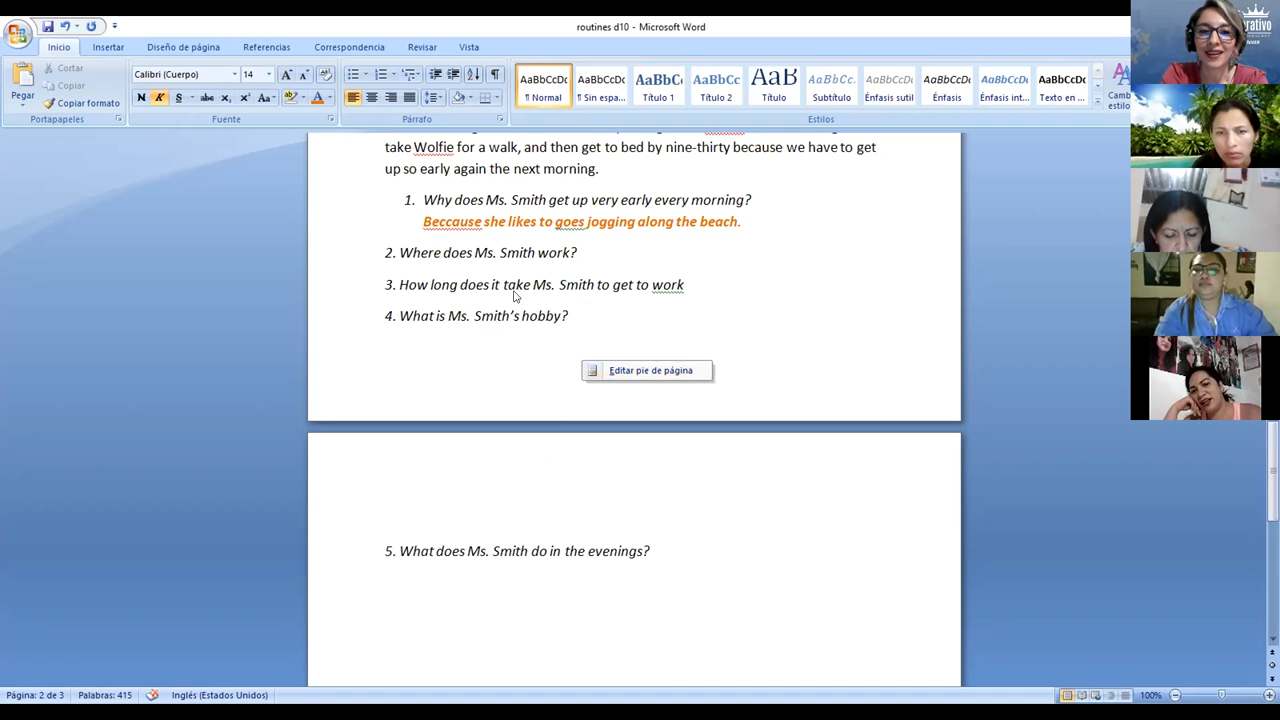 routines d10 - Microsoft Word
Inicio Insertar Diseño de página Referencias Correspondencia Revisar Vista
Pegar
Cortar
Copiar
Copiar formato
Portapapeles
Calibri (Cuerpo) 14
Fuente
Párrafo
AaBbCcDc AaBbCcDc AaBbC AaBbCc AaB AaBbCc. AaBbCcDc AaBbCcDc AaBbCcDc AaBbCcDc
¶ Normal ¶ Sin espa... Título 1 Título 2 Título Subtítulo Énfasis sutil Énfasis Énfasis int... Texto en ...
Estilos
take Wolfie for a walk, and then get to bed by nine-thirty because we have to get
up so early again the next morning.
1. Why does Ms. Smith get up very early every morning?
Beccause she likes to goes jogging along the beach.
2. Where does Ms. Smith work?
3. How long does it take Ms. Smith to get to work
4. What is Ms. Smith's hobby?
Editar pie de página
5. What does Ms. Smith do in the evenings?
Página: 2 de 3 Palabras: 415 Inglés (Estados Unidos) 100%